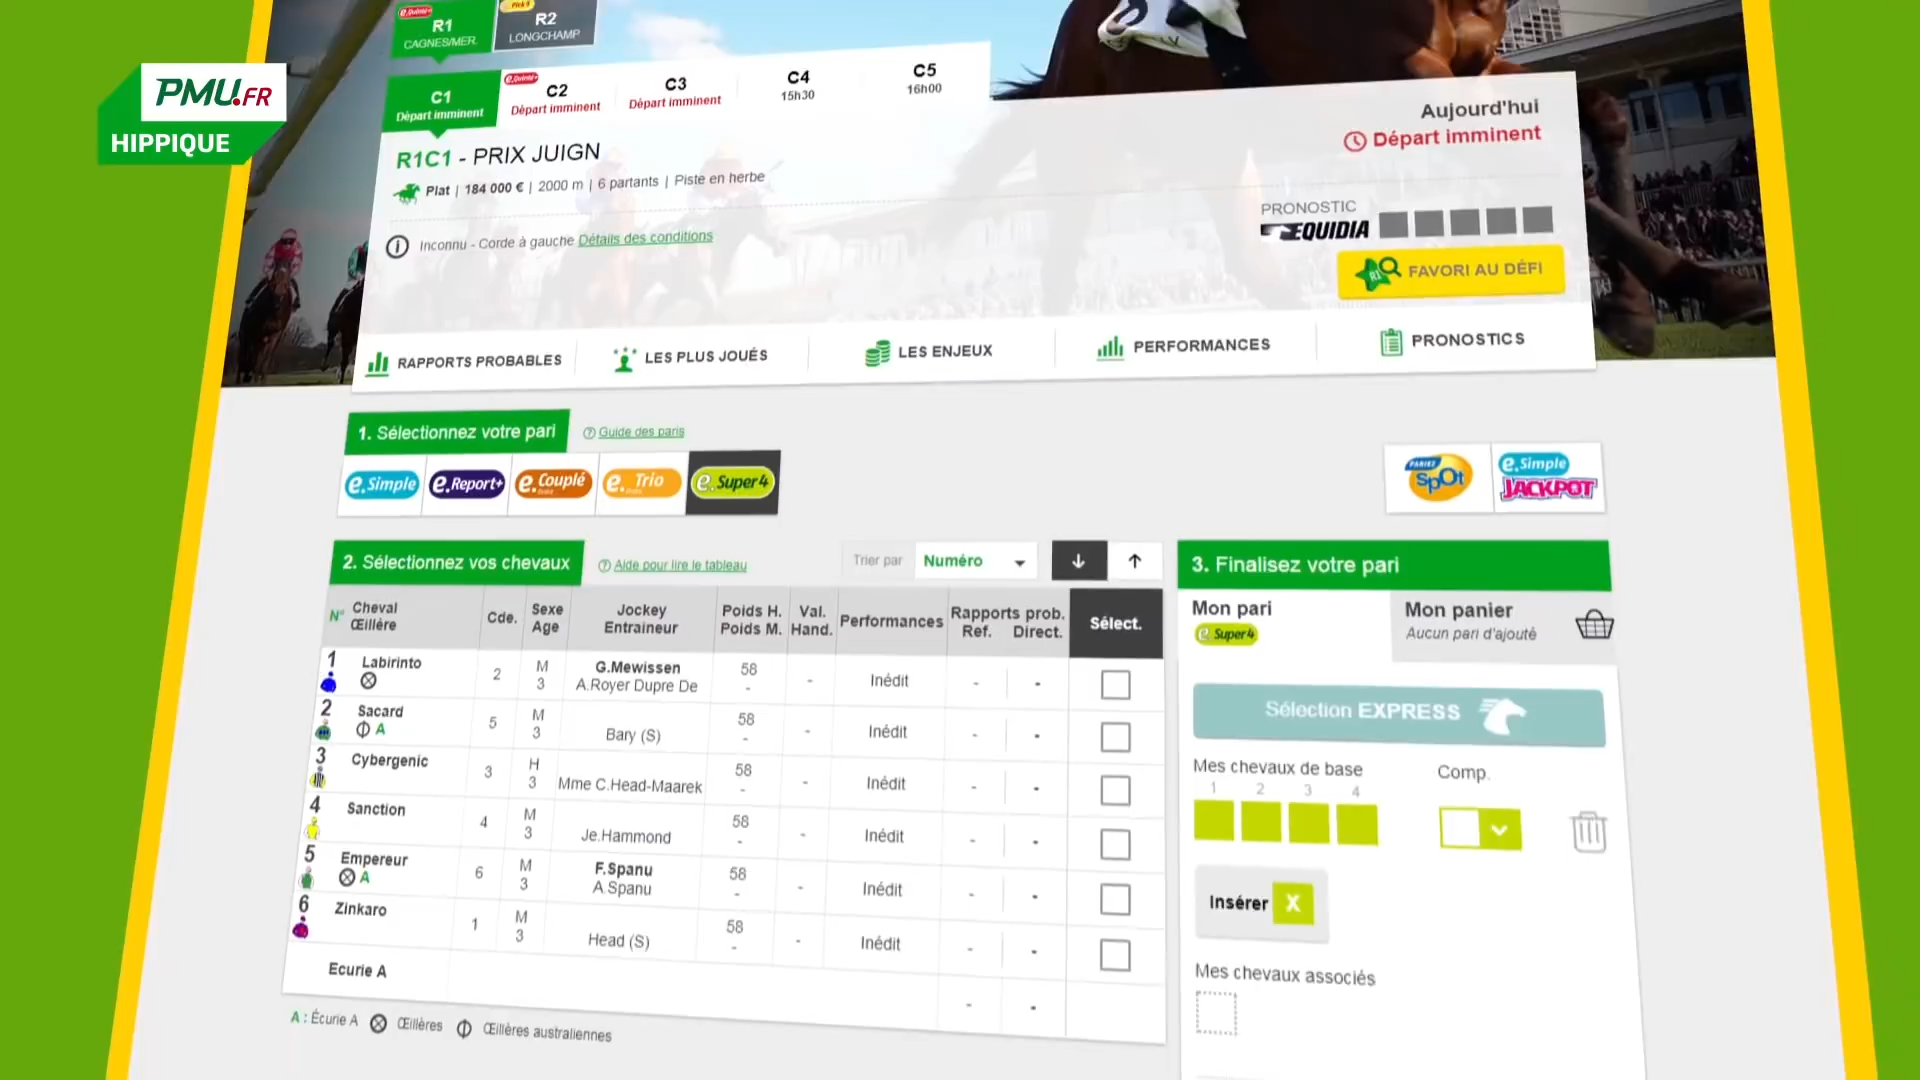 e.Quinté+
R1
CAGNES/MER.
Pick5
R2
LONGCHAMP
8
PMU.FR
HIPPIQUE
C1
Départ imminent
e.Quinté+
C2
Départ imminent
C3
Départ imminent
C4
15h30
C5
16h00
Aujourd'hui
Départ imminent
R1C1 - PRIX JUIGN
Plat | 184 000 € | 2000 m | 6 partants | Piste en herbe
Inconnu - Corde à gauche Détails des conditions
PRONOSTIC
EQUIDIA
R1 FAVORI AU DÉFI
RAPPORTS PROBABLES
LES PLUS JOUÉS
LES ENJEUX
PERFORMANCES
PRONOSTICS
1. Sélectionnez votre pari
? Guide des paris
e.Simple
e.Report+
e.Couplé
e.Trio
e.Super4
PARIEZ SpOt
e.Simple JACKPOT
2. Sélectionnez vos chevaux
? Aide pour lire le tableau
Trier par Numéro
N° Cheval Œillère Cde. Sexe Age Jockey Entraineur Poids H. Poids M. Val. Hand. Performances Rapports prob. Ref. Direct. Sélect.
1 Labirinto 2 M 3 G.Mewissen A.Royer Dupre De 58 - - Inédit - -
2 Sacard A 5 M 3 Bary (S) 58 - - Inédit - -
3 Cybergenic 3 H 3 Mme C.Head-Maarek 58 - - Inédit - -
4 Sanction 4 M 3 Je.Hammond 58 - - Inédit - -
5 Empereur A 6 M 3 F.Spanu A.Spanu 58 - - Inédit - -
6 Zinkaro 1 M 3 Head (S) 58 - - Inédit - -
Ecurie A - -
A : Écurie A Œillères Œillères australiennes
3. Finalisez votre pari
Mon pari
e.Super4
Mon panier
Aucun pari d'ajouté
Sélection EXPRESS
Mes chevaux de base
1 2 3 4
Comp.
Insérer X
Mes chevaux associés